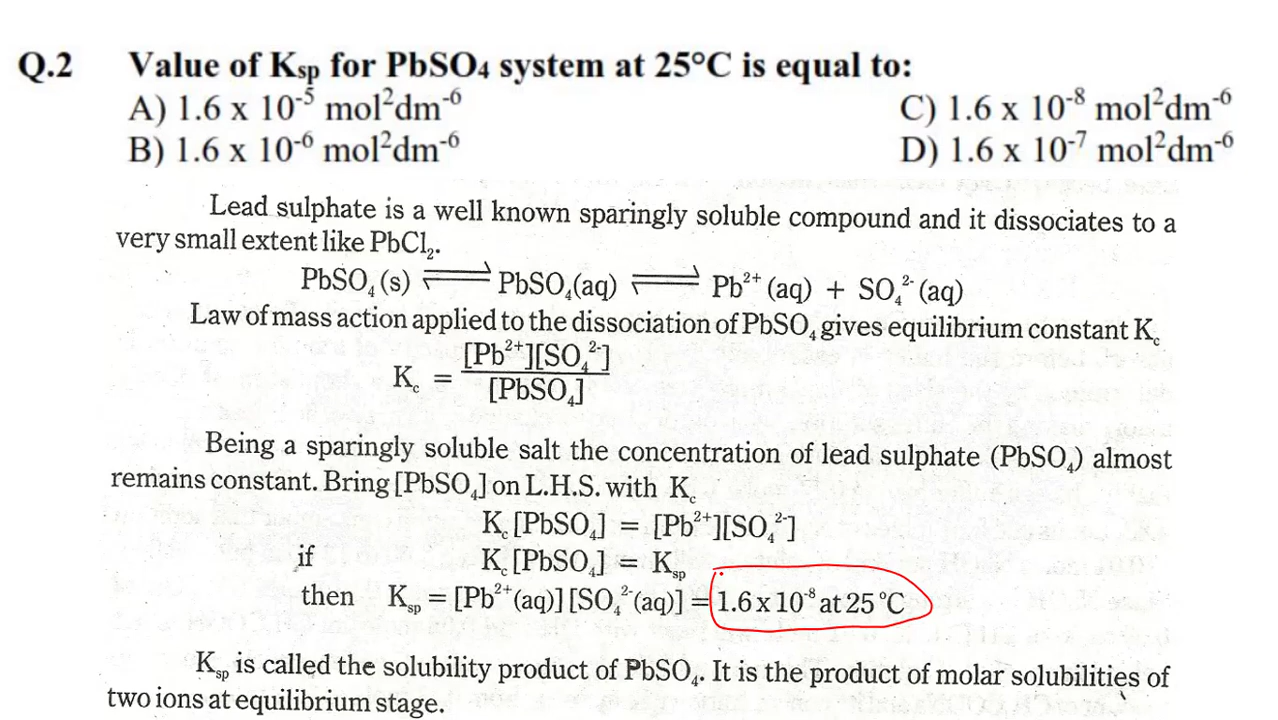 Q.2 Value of Ksp for PbSO4 system at 25°C is equal to:
A) 1.6 x 10⁻⁵ mol²dm⁻⁶ C) 1.6 x 10⁻⁸ mol²dm⁻⁶
B) 1.6 x 10⁻⁶ mol²dm⁻⁶ D) 1.6 x 10⁻⁷ mol²dm⁻⁶
Lead sulphate is a well known sparingly soluble compound and it dissociates to a
very small extent like PbCl₂.
PbSO₄(s) ⇌ PbSO₄(aq) ⇌ Pb²⁺(aq) + SO₄²⁻(aq)
Law of mass action applied to the dissociation of PbSO₄ gives equilibrium constant K꜀
K꜀ = [Pb²⁺][SO₄²⁻]
[PbSO₄]
Being a sparingly soluble salt the concentration of lead sulphate (PbSO₄) almost
remains constant. Bring [PbSO₄] on L.H.S. with K꜀
K꜀[PbSO₄] = [Pb²⁺][SO₄²⁻]
if K꜀[PbSO₄] = Ksp
then Ksp = [Pb²⁺(aq)][SO₄²⁻(aq)] = 1.6 x 10⁻⁸ at 25°C
Ksp is called the solubility product of PbSO₄. It is the product of molar solubilities of
two ions at equilibrium stage.